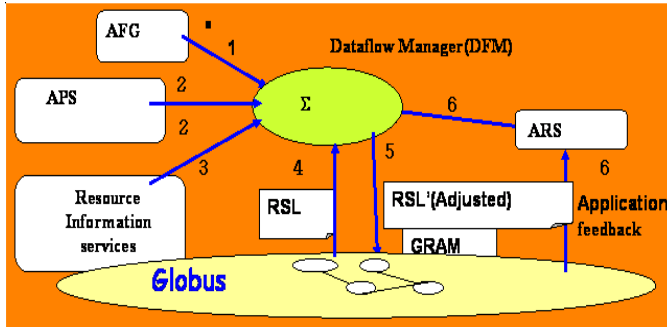 AFG
1
Dataflow Manager(DFM)
APS
2
2
Σ
6
ARS
3
4
5
6
Resource
Information
services
RSL
RSL'(Adjusted)
Application
feedback
GRAM
Globus